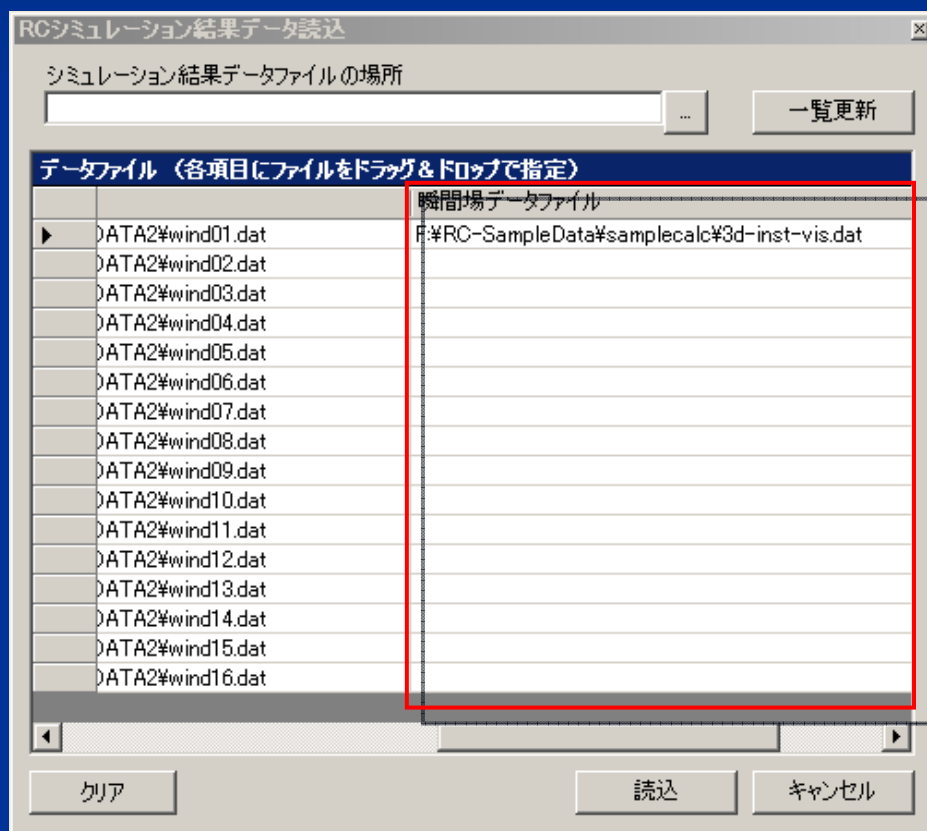 RCシミュレーション結果データ読込
シミュレーション結果データファイルの場所
... 一覧更新
データファイル (各項目にファイルをドラッグ&ドロップで指定)
瞬間場データファイル
DATA2¥wind01.dat F:¥RC-SampleData¥samplecalc¥3d-inst-vis.dat
DATA2¥wind02.dat
DATA2¥wind03.dat
DATA2¥wind04.dat
DATA2¥wind05.dat
DATA2¥wind06.dat
DATA2¥wind07.dat
DATA2¥wind08.dat
DATA2¥wind09.dat
DATA2¥wind10.dat
DATA2¥wind11.dat
DATA2¥wind12.dat
DATA2¥wind13.dat
DATA2¥wind14.dat
DATA2¥wind15.dat
DATA2¥wind16.dat
クリア 読込 キャンセル